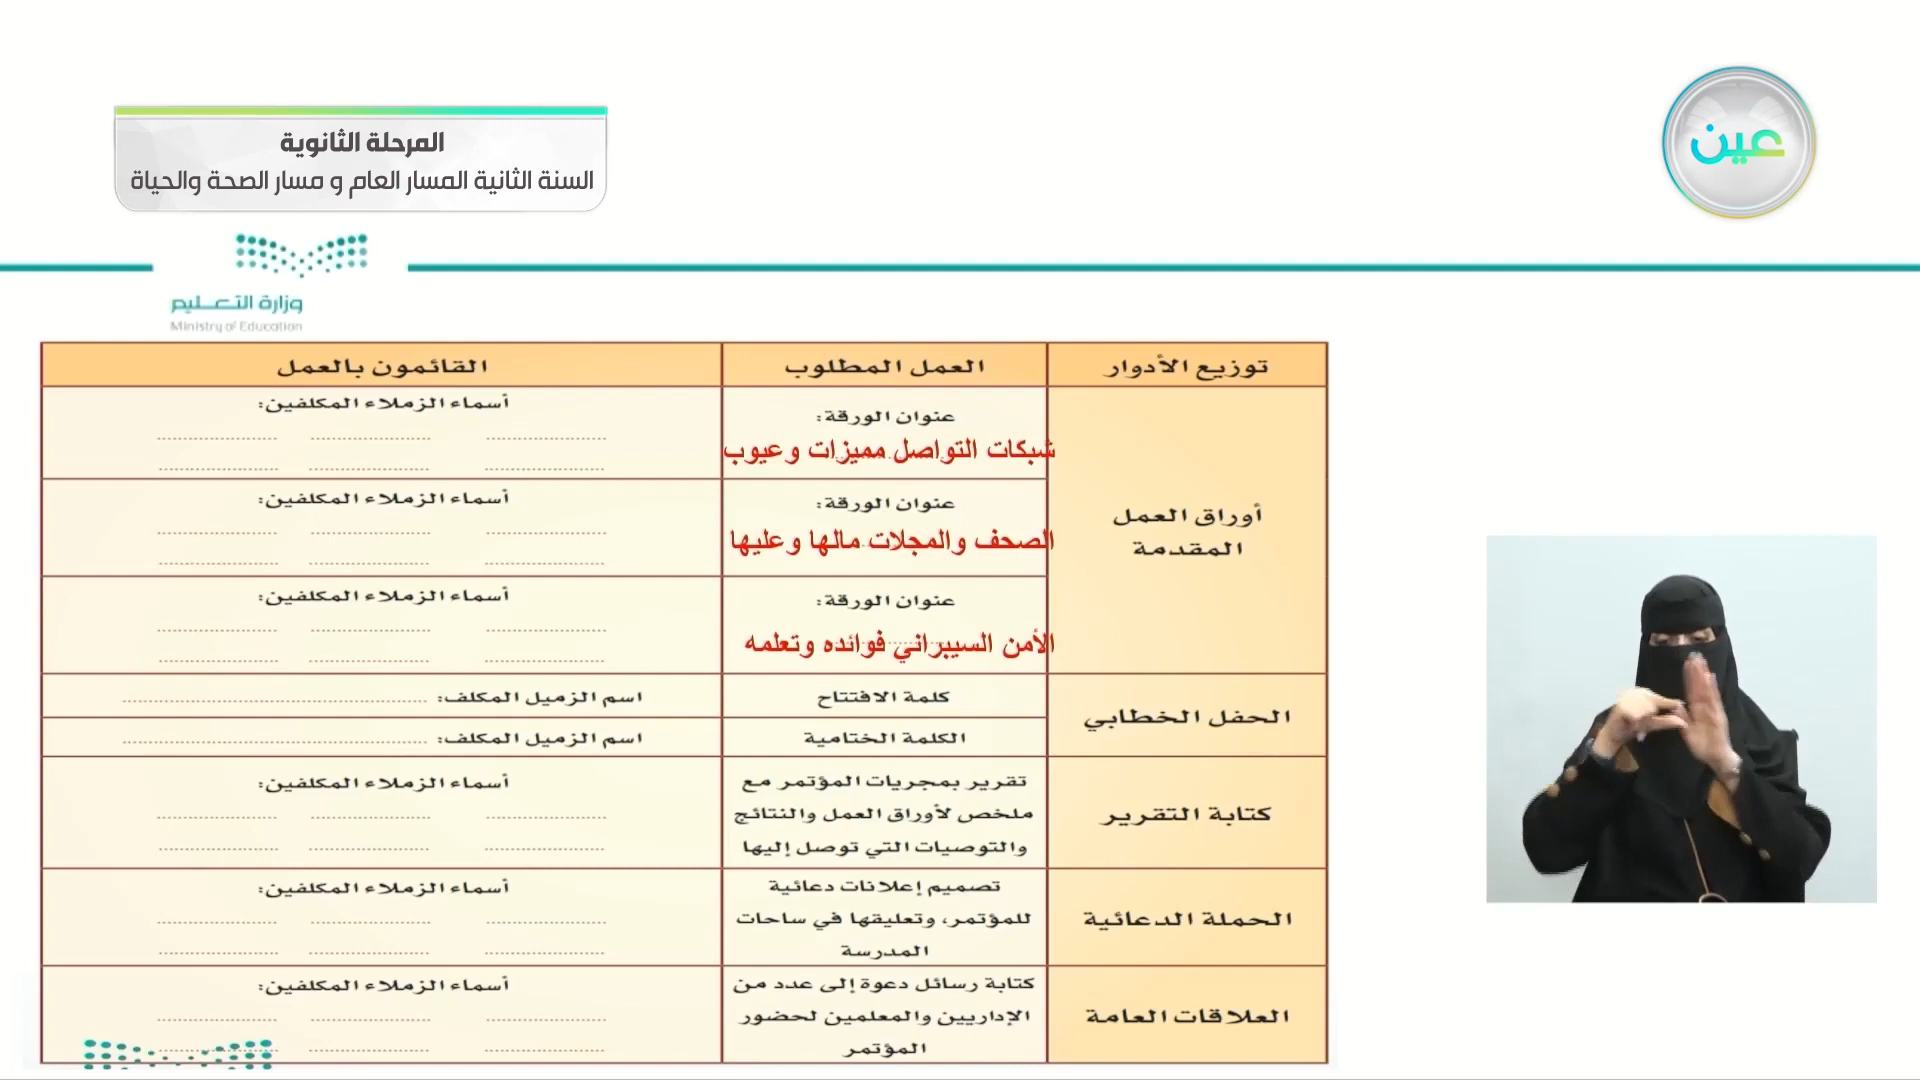 المرحلة الثانوية
السنة الثانية المسار العام و مسار الصحة والحياة
عين
وزارة التعليم
Ministry of Education
توزيع الأدوار
العمل المطلوب
القائمون بالعمل
أوراق العمل
المقدمة
عنوان الورقة:
شبكات التواصل مميزات وعيوب
أسماء الزملاء المكلفين:
عنوان الورقة:
الصحف والمجلات مالها وعليها
أسماء الزملاء المكلفين:
عنوان الورقة:
الأمن السيبراني فوائده وتعلمه
أسماء الزملاء المكلفين:
الحفل الخطابي
كلمة الافتتاح
اسم الزميل المكلف:
الكلمة الختامية
اسم الزميل المكلف:
كتابة التقرير
تقرير بمجريات المؤتمر مع
ملخص لأوراق العمل والنتائج
والتوصيات التي توصل إليها
أسماء الزملاء المكلفين:
الحملة الدعائية
تصميم إعلانات دعائية
للمؤتمر، وتعليقها في ساحات
المدرسة
أسماء الزملاء المكلفين:
العلاقات العامة
كتابة رسائل دعوة إلى عدد من
الإداريين والمعلمين لحضور
المؤتمر
أسماء الزملاء المكلفين: